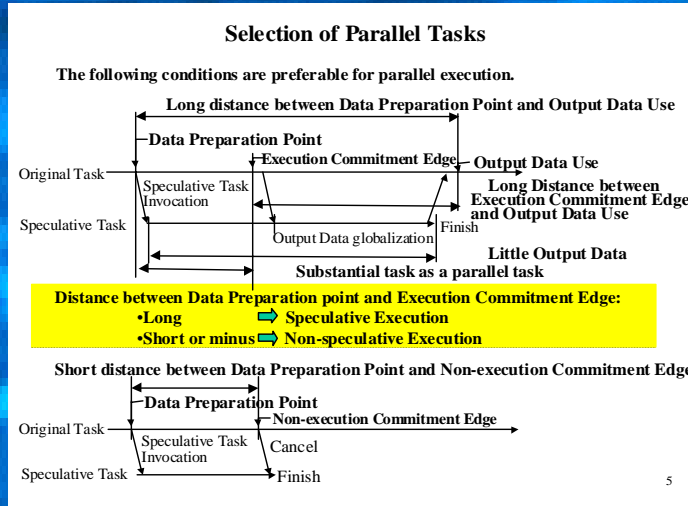 Selection of Parallel Tasks
The following conditions are preferable for parallel execution.
Long distance between Data Preparation Point and Output Data Use
Data Preparation Point
Execution Commitment Edge
Output Data Use
Original Task
Speculative Task
Invocation
Long Distance between
Execution Commitment Edge
and Output Data Use
Speculative Task
Output Data globalization
Finish
Little Output Data
Substantial task as a parallel task
Distance between Data Preparation point and Execution Commitment Edge:
•Long Speculative Execution
•Short or minus Non-speculative Execution
Short distance between Data Preparation Point and Non-execution Commitment Edge
Data Preparation Point
Non-execution Commitment Edge
Original Task
Speculative Task
Invocation
Cancel
Speculative Task
Finish
5